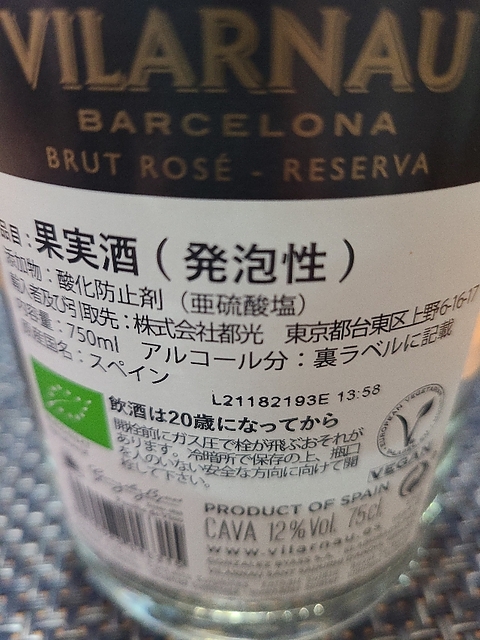 VILARNAU
BARCELONA
BRUT ROSÉ - RESERVA
品目：果実酒（発泡性）
添加物：酸化防止剤（亜硫酸塩）
輸入者及び引取先：株式会社都光 東京都台東区上野6-16-17
内容量：750ml アルコール分：裏ラベルに記載
原産国名：スペイン
L21182193E 13:58
飲酒は20歳になってから
開栓前にガス圧で栓が飛ぶおそれが
あります。冷暗所で保存の上、瓶口
を人のいない安全な方向に向けて開
栓して下さい。
EUROPEAN VEGETARIAN
VEGAN
PRODUCT OF SPAIN
CAVA 12%Vol. 75cl
www.vilarnau.es